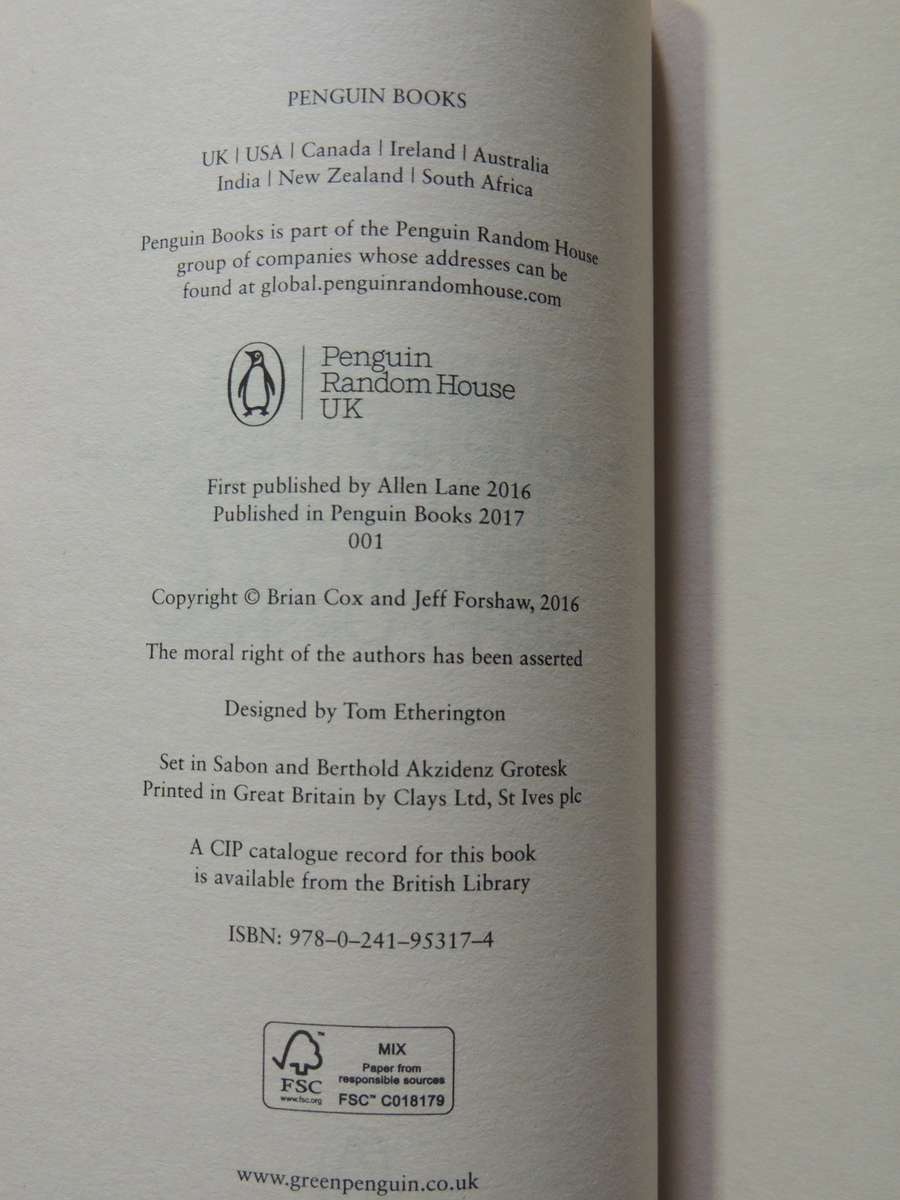 PENGUIN BOOKS
UK | USA | Canada | Ireland | Australia
India | New Zealand | South Africa
Penguin Books is part of the Penguin Random House
group of companies whose addresses can be
found at global.penguinrandomhouse.com
Penguin
Random House
UK
First published by Allen Lane 2016
Published in Penguin Books 2017
001
Copyright © Brian Cox and Jeff Forshaw, 2016
The moral right of the authors has been asserted
Designed by Tom Etherington
Set in Sabon and Berthold Akzidenz Grotesk
Printed in Great Britain by Clays Ltd, St Ives plc
A CIP catalogue record for this book
is available from the British Library
ISBN: 978–0–241–95317–4
FSC
www.fsc.org
MIX
Paper from
responsible sources
FSC™ C018179
www.greenpenguin.co.uk